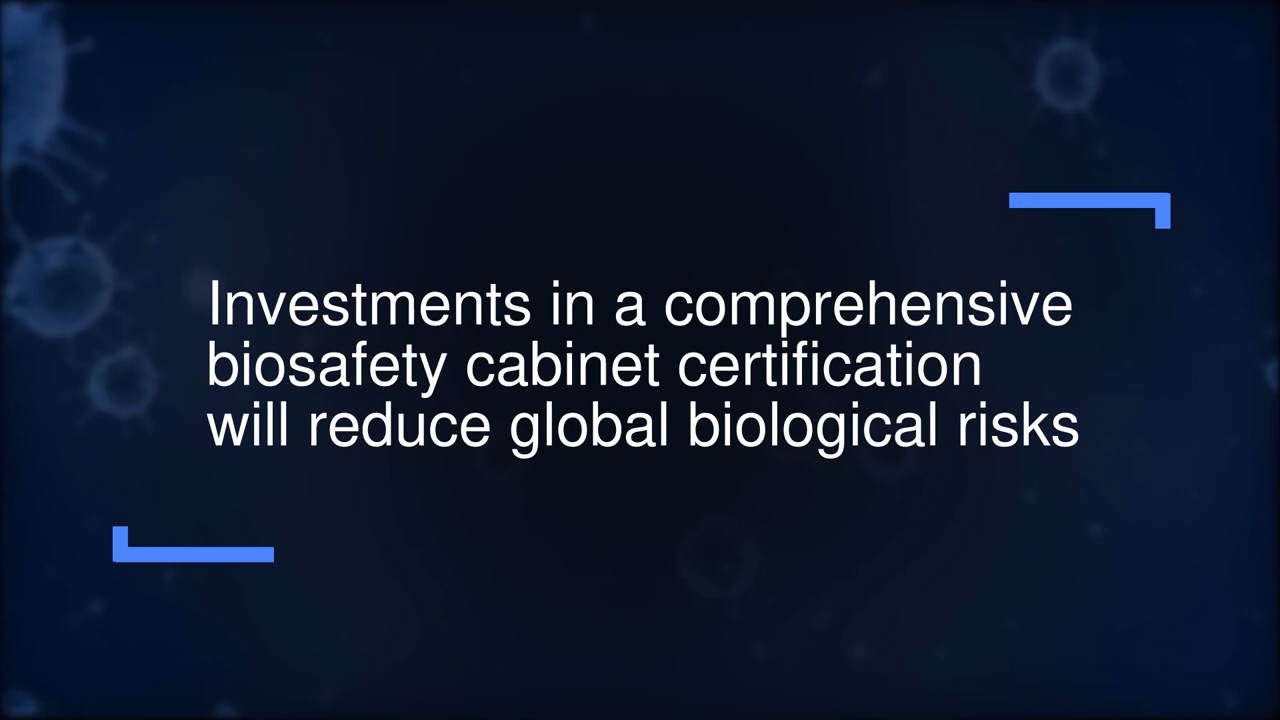 Investments in a comprehensive
biosafety cabinet certification
will reduce global biological risks